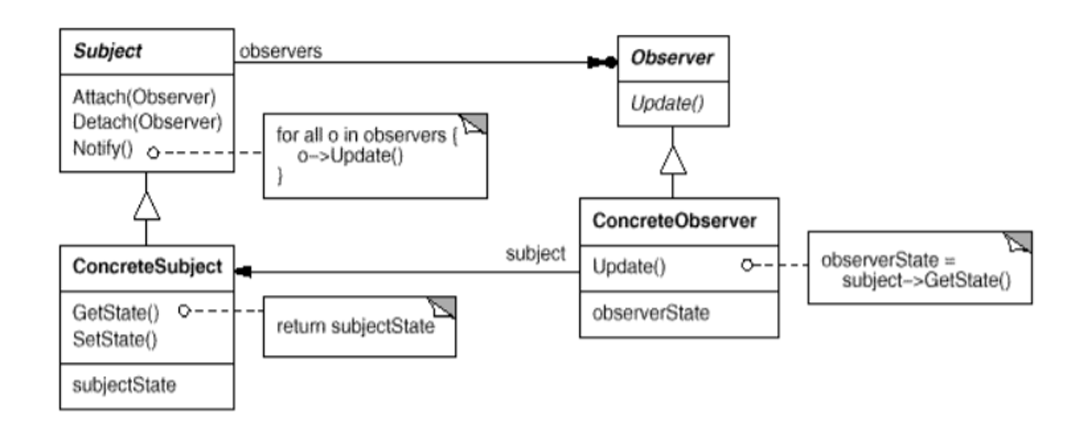 Subject
Attach(Observer)
Detach(Observer)
Notify()
observers
for all o in observers {
o->Update()
}
Observer
Update()
ConcreteSubject
GetState()
SetState()
subjectState
return subjectState
subject
ConcreteObserver
Update()
observerState
observerState =
subject->GetState()